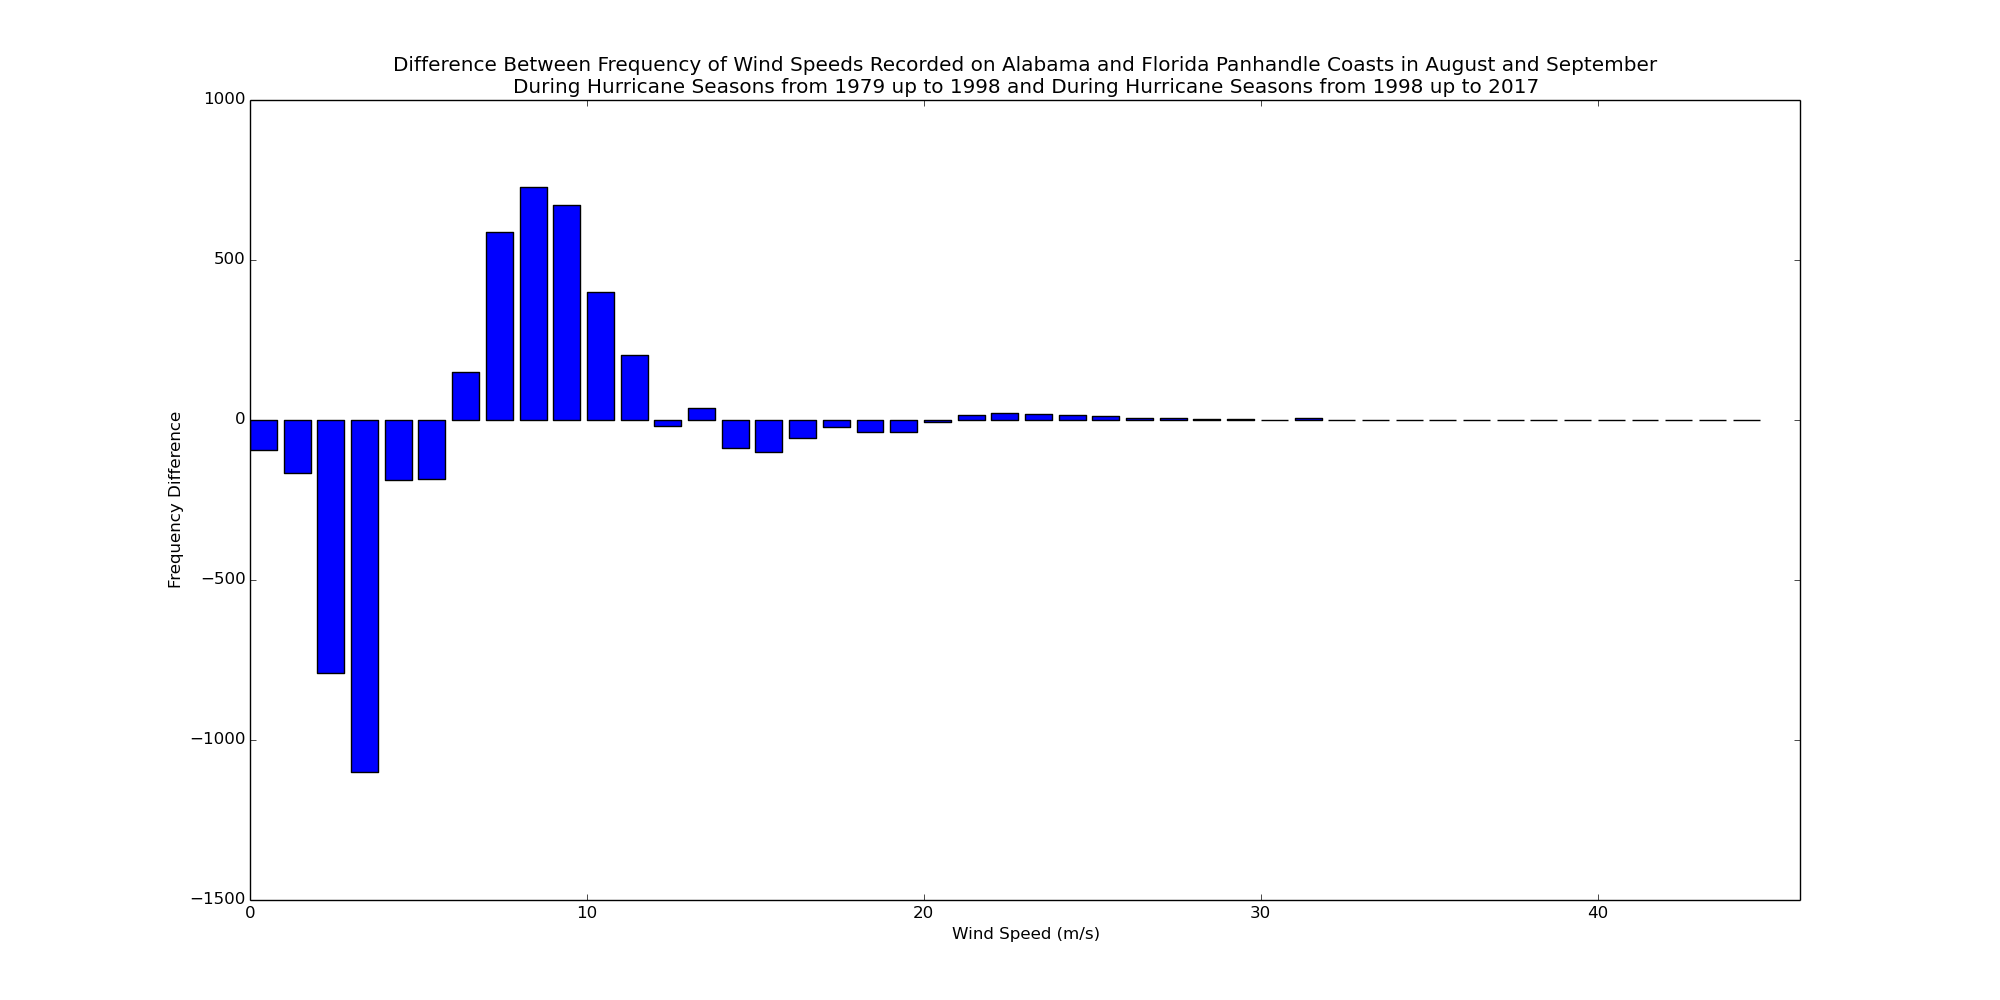 Difference Between Frequency of Wind Speeds Recorded on Alabama and Florida Panhandle Coasts in August and September
During Hurricane Seasons from 1979 up to 1998 and During Hurricane Seasons from 1998 up to 2017
1000
500
0
−500
−1000
−1500
Frequency Difference
0 10 20 30 40
Wind Speed (m/s)